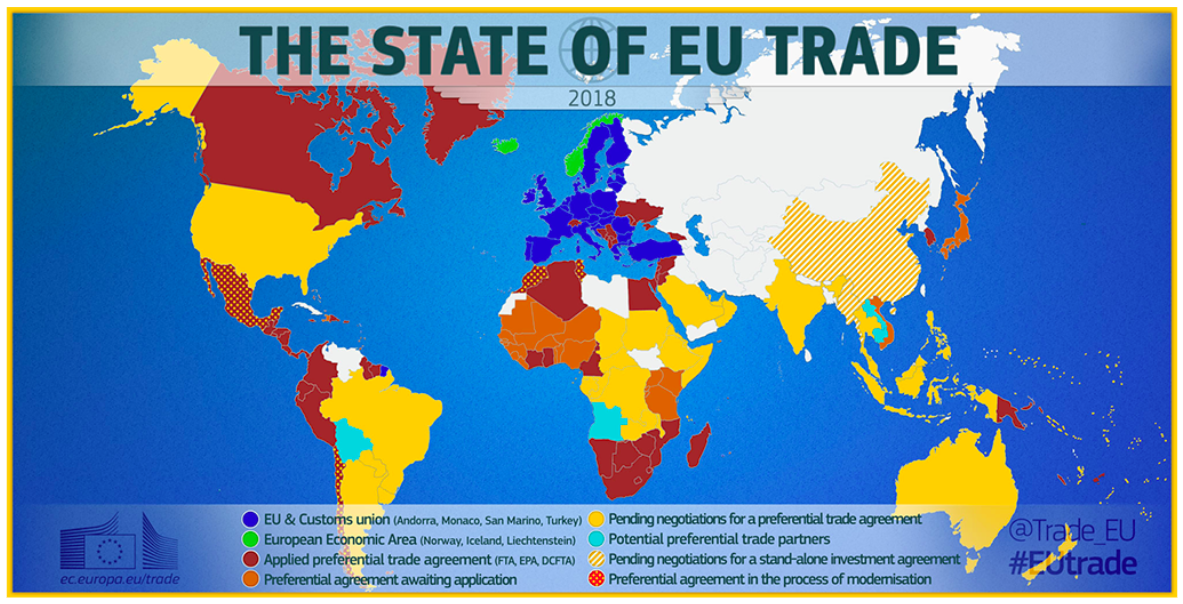 THE STATE OF EU TRADE
2018
EU & Customs union (Andorra, Monaco, San Marino, Turkey)
European Economic Area (Norway, Iceland, Liechtenstein)
Applied preferential trade agreement (FTA, EPA, DCFTA)
Preferential agreement awaiting application
Pending negotiations for a preferential trade agreement
Potential preferential trade partners
Pending negotiations for a stand-alone investment agreement
Preferential agreement in the process of modernisation
ec.europa.eu/trade
@Trade_EU
#EUtrade